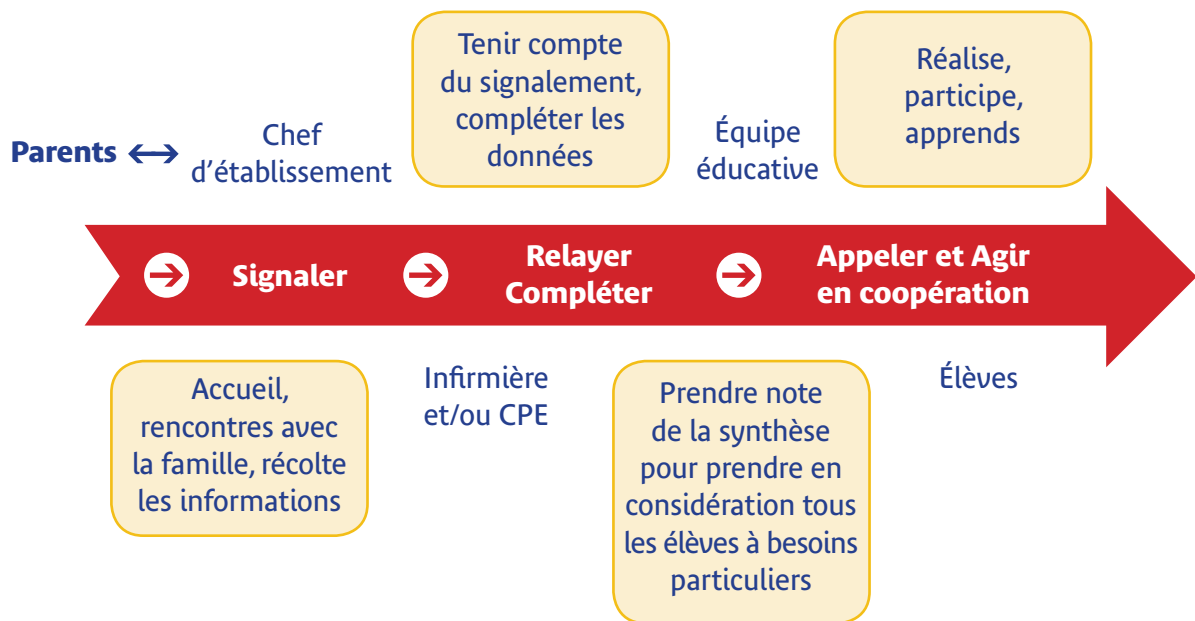 Parents
Chef
d'établissement
Tenir compte
du signalement,
compléter les
données
Équipe
éducative
Réalise,
participe,
apprends
Signaler
Relayer
Compléter
Appeler et Agir
en coopération
Accueil,
rencontres avec
la famille, récolte
les informations
Infirmière
et/ou CPE
Prendre note
de la synthèse
pour prendre en
considération tous
les élèves à besoins
particuliers
Élèves